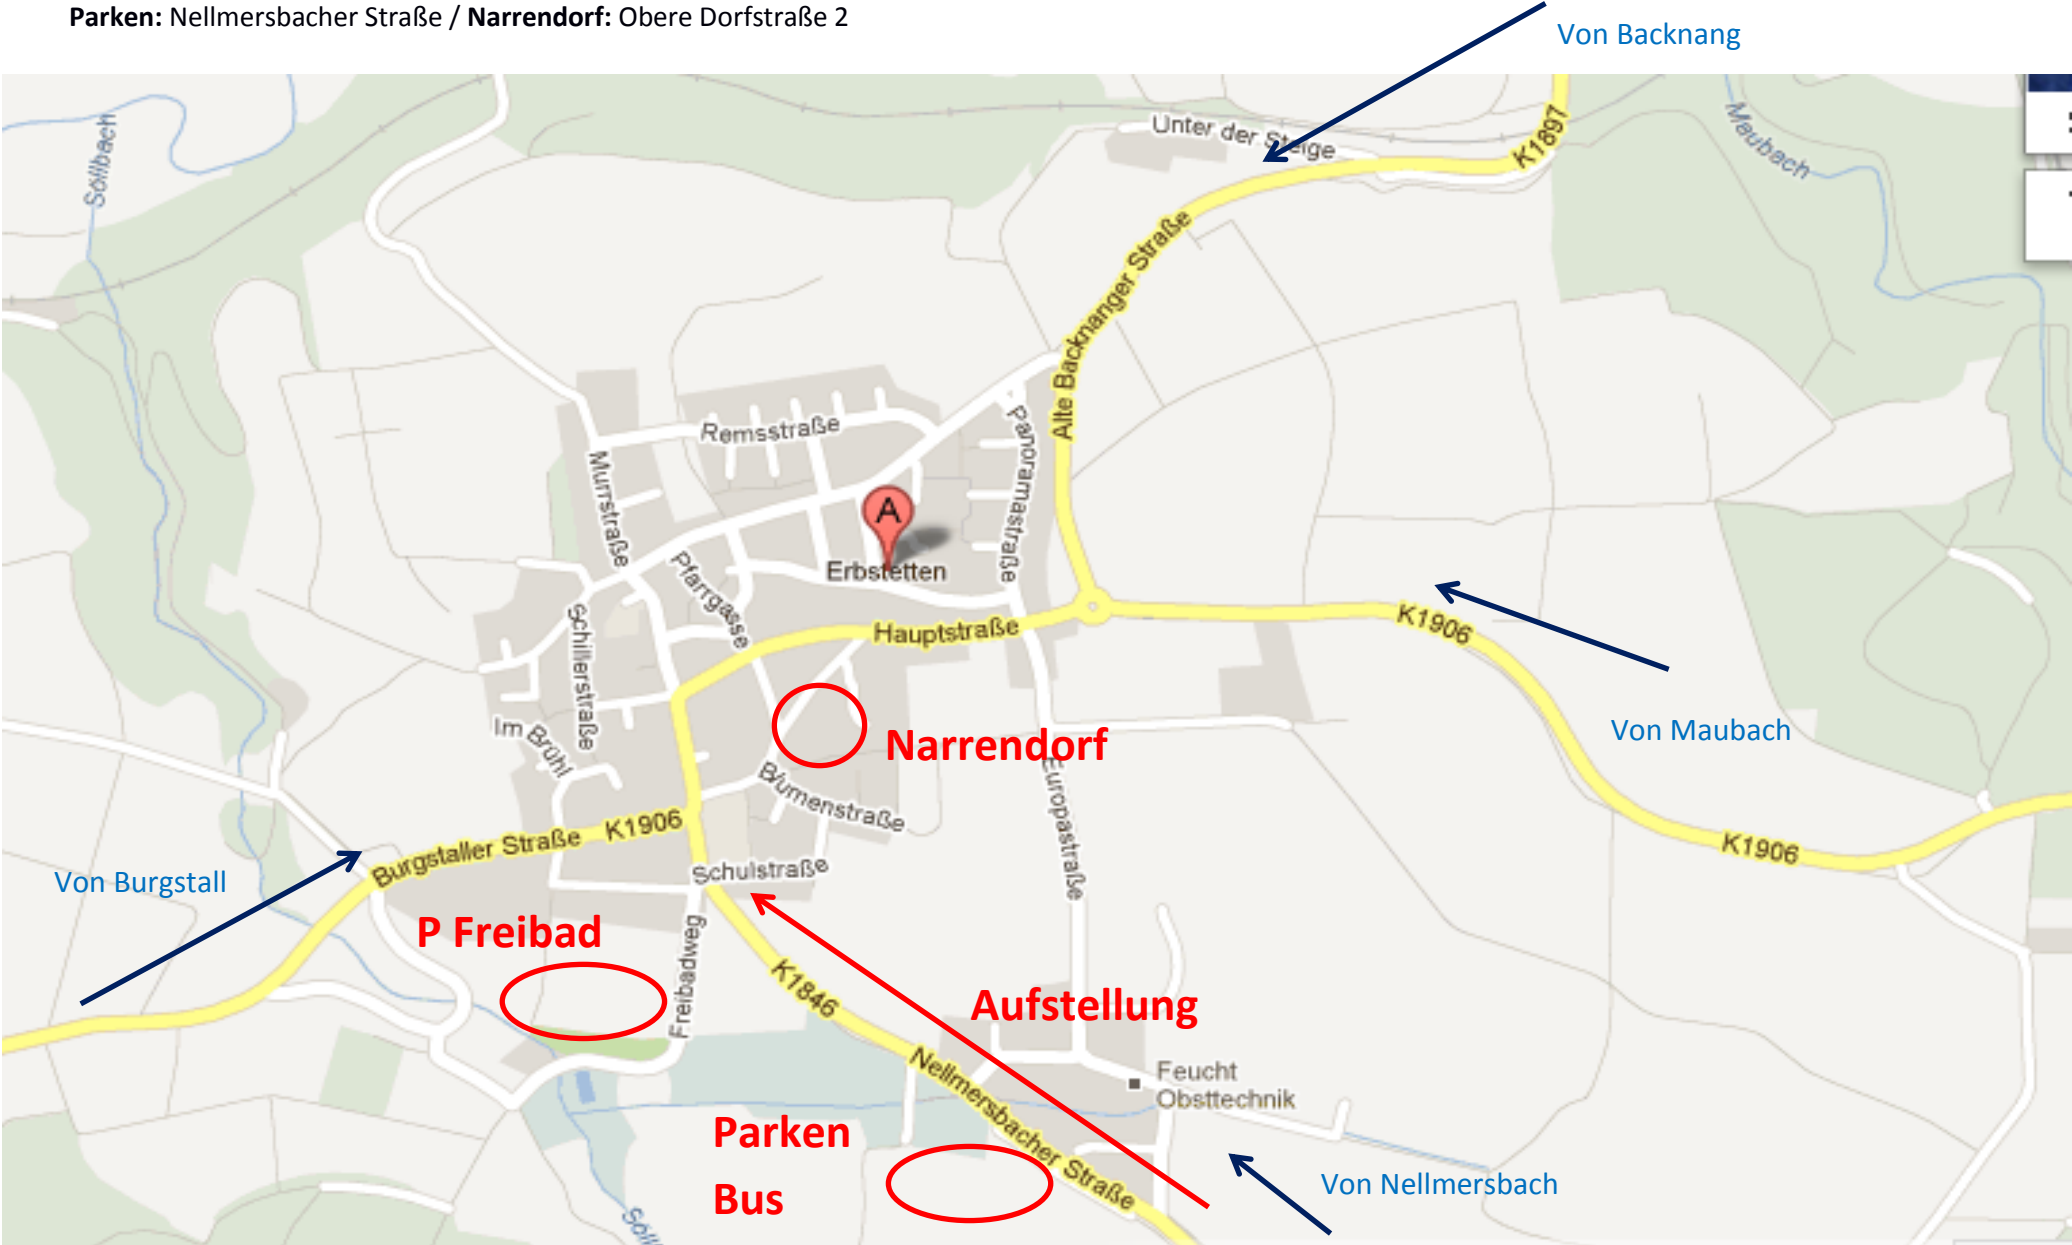 Parken: Nellmersbacher Straße / Narrendorf: Obere Dorfstraße 2
Von Backnang
Söllbach
Unter der Steige
K1897
Maubach
Alte Backnanger Straße
Remsstraße
Panoramastraße
Murrstraße
A
Erbstetten
Pfarrgasse
Schillerstraße
Hauptstraße
K1906
Von Maubach
Im Brühl
Narrendorf
Blumenstraße
Europastraße
Burgstaller Straße
K1906
K1906
Schulstraße
Von Burgstall
P Freibad
Freibadweg
K1846
Aufstellung
Nellmersbacher Straße
Feucht
Obsttechnik
Parken
Bus
Von Nellmersbach